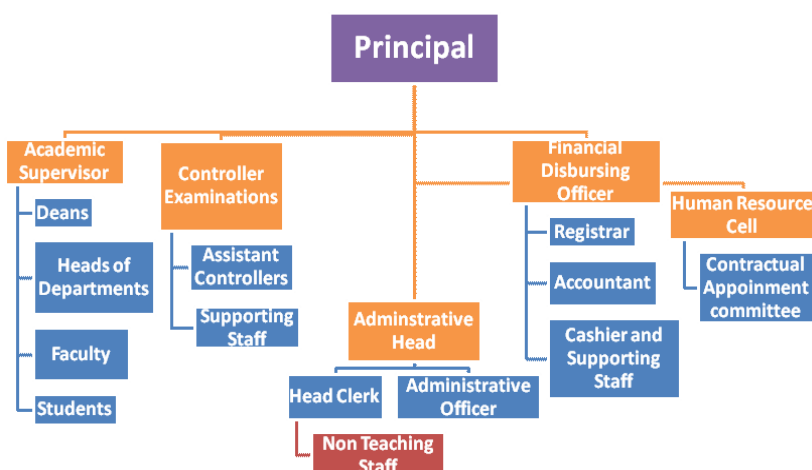 Principal
Academic
Supervisor
Deans
Heads of
Departments
Faculty
Students
Controller
Examinations
Assistant
Controllers
Supporting
Staff
Adminstrative
Head
Head Clerk
Non Teaching
Staff
Administrative
Officer
Financial
Disbursing
Officer
Registrar
Accountant
Cashier and
Supporting
Staff
Human Resource
Cell
Contractual
Appoinment
committee